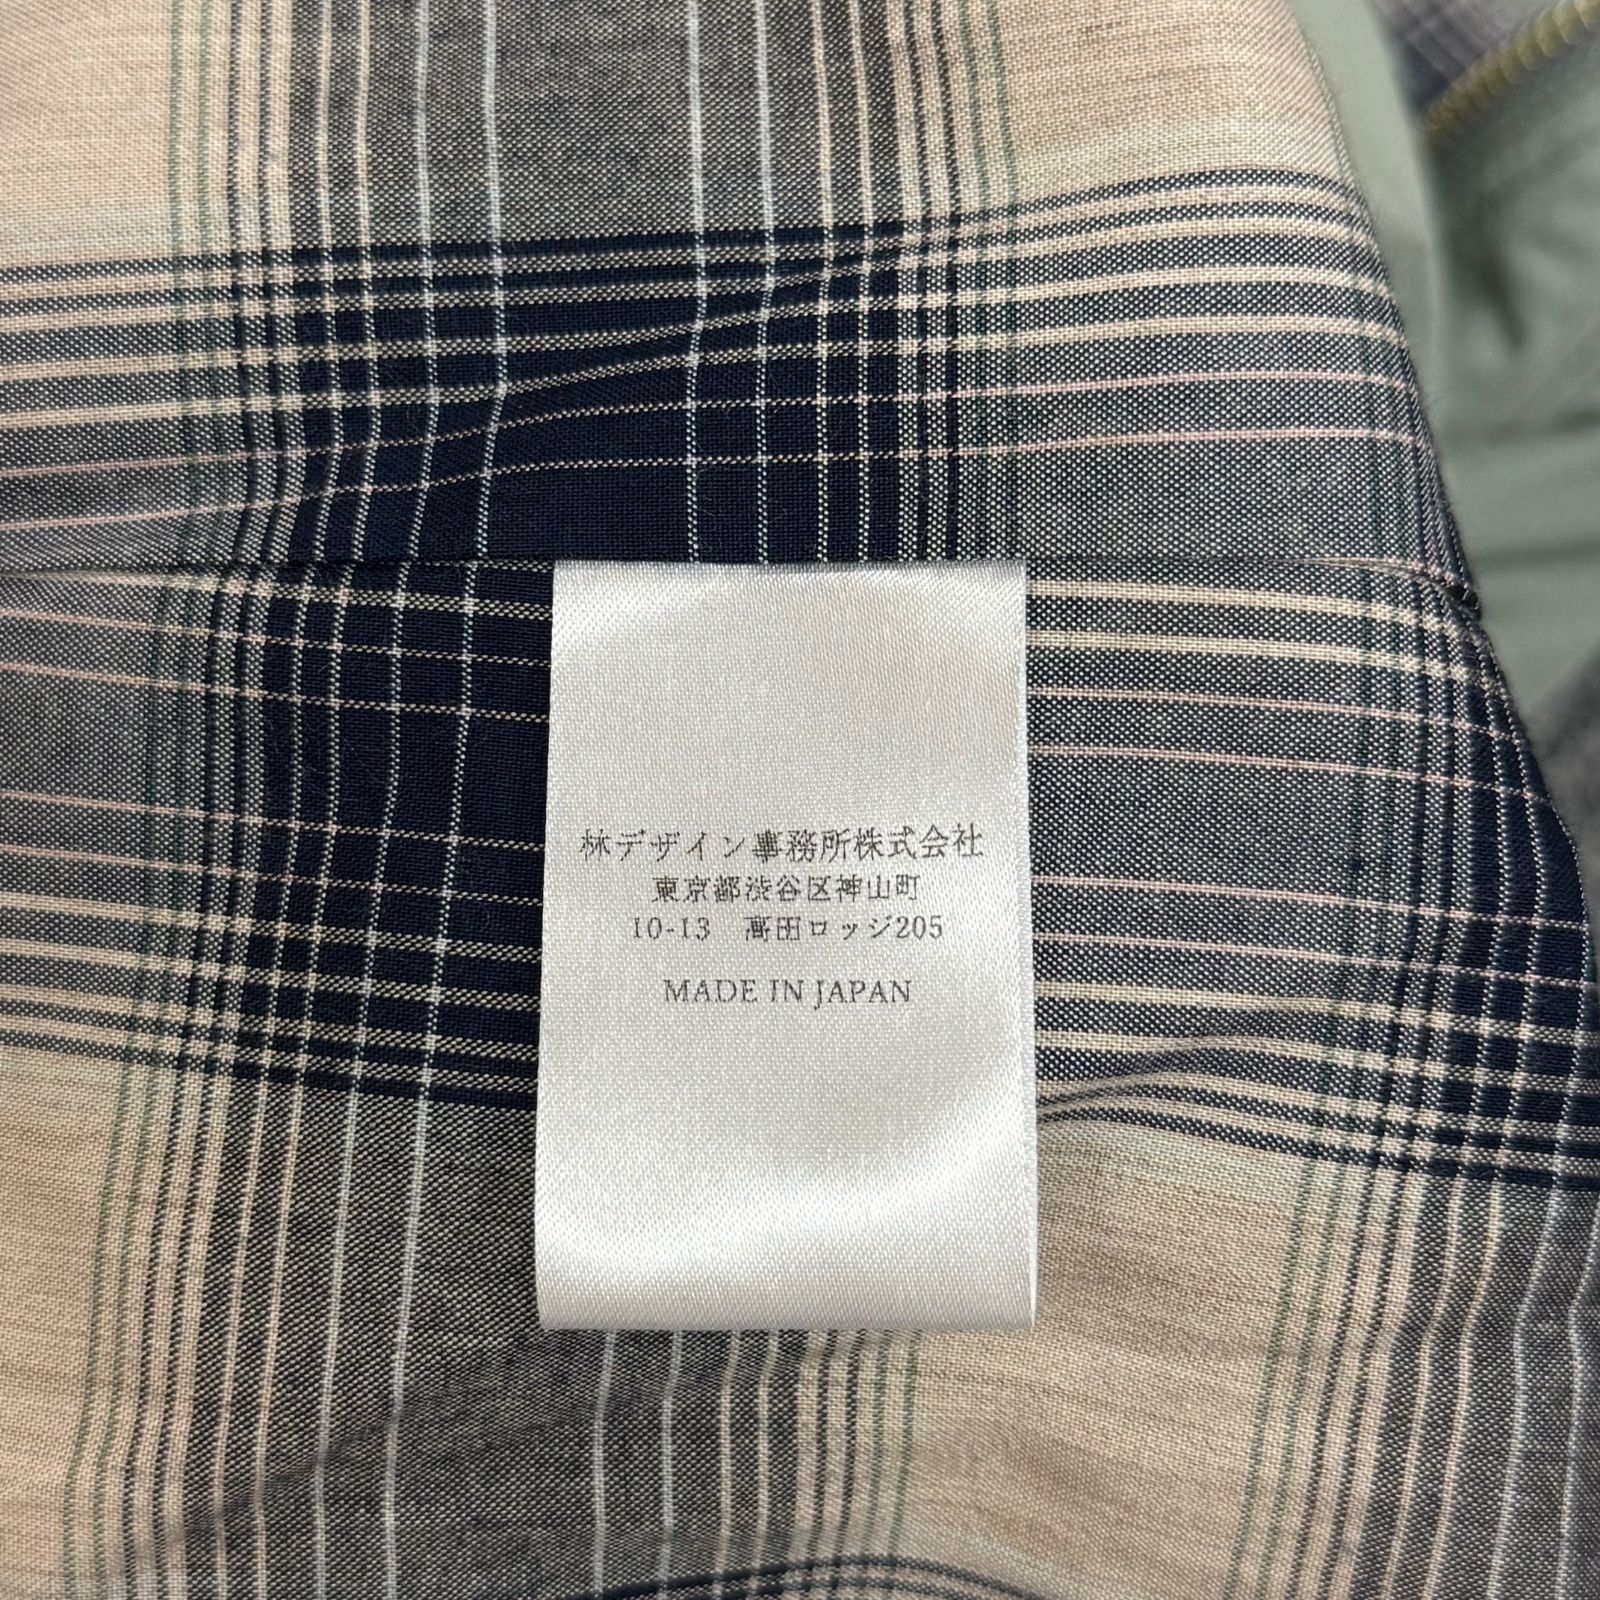 林デザイン事務所株式会社
東京都渋谷区神山町
10-13　高田ロッジ205
MADE IN JAPAN